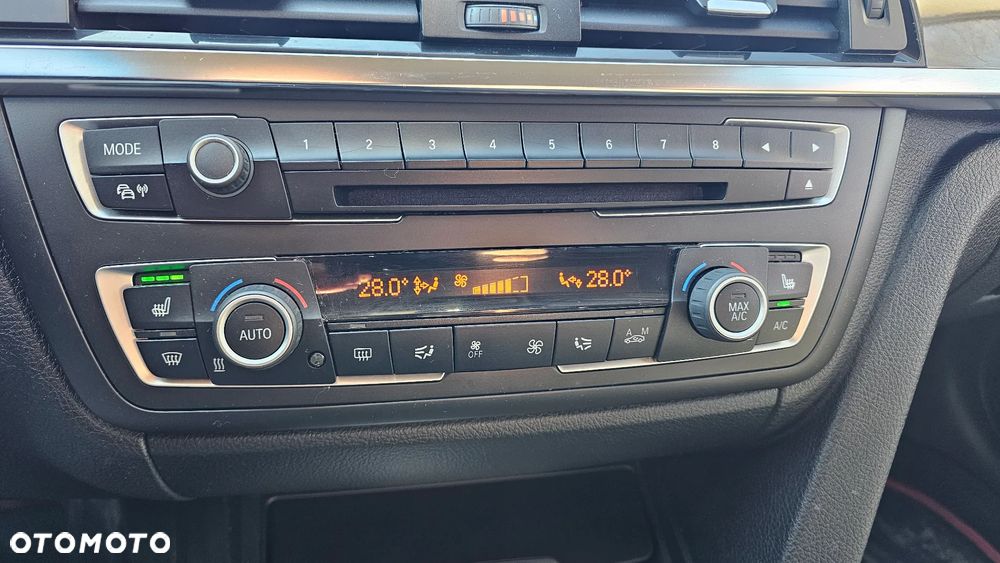 MODE 1 2 3 4 5 6 7 8
28.0° 28.0°
AUTO MAX A/C
A/C
OFF A M
OTOMOTO